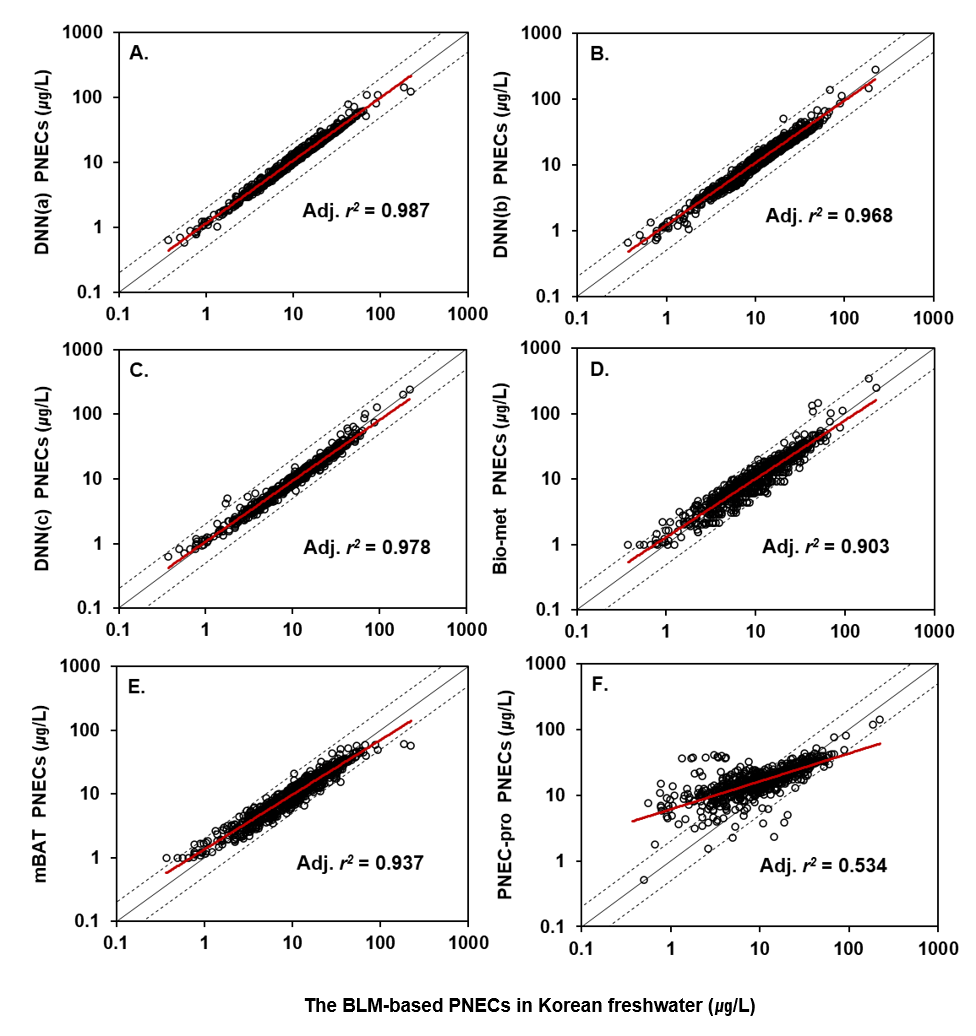 A.
DNN(a) PNECs (㎍/L)
1000
100
10
1
0.1
Adj. r² = 0.987
0.1 1 10 100 1000
B.
DNN(b) PNECs (㎍/L)
1000
100
10
1
0.1
Adj. r² = 0.968
0.1 1 10 100 1000
C.
DNN(c) PNECs (㎍/L)
1000
100
10
1
0.1
Adj. r² = 0.978
0.1 1 10 100 1000
D.
Bio-met PNECs (㎍/L)
1000
100
10
1
0.1
Adj. r² = 0.903
0.1 1 10 100 1000
E.
mBAT PNECs (㎍/L)
1000
100
10
1
0.1
Adj. r² = 0.937
0.1 1 10 100 1000
F.
PNEC-pro PNECs (㎍/L)
1000
100
10
1
0.1
Adj. r² = 0.534
0.1 1 10 100 1000
The BLM-based PNECs in Korean freshwater (㎍/L)